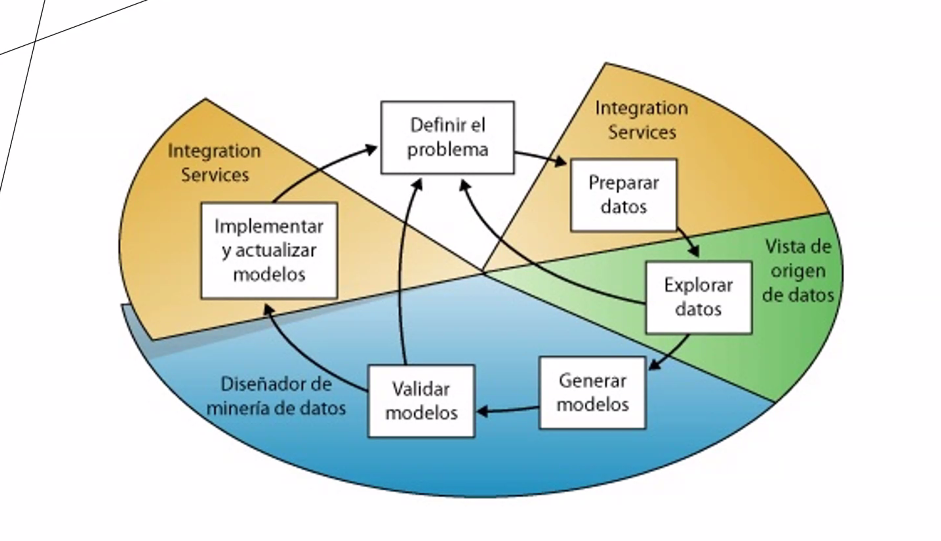 Definir el
problema
Integration
Services
Preparar
datos
Vista de
origen
de datos
Explorar
datos
Generar
modelos
Validar
modelos
Diseñador de
minería de datos
Implementar
y actualizar
modelos
Integration
Services